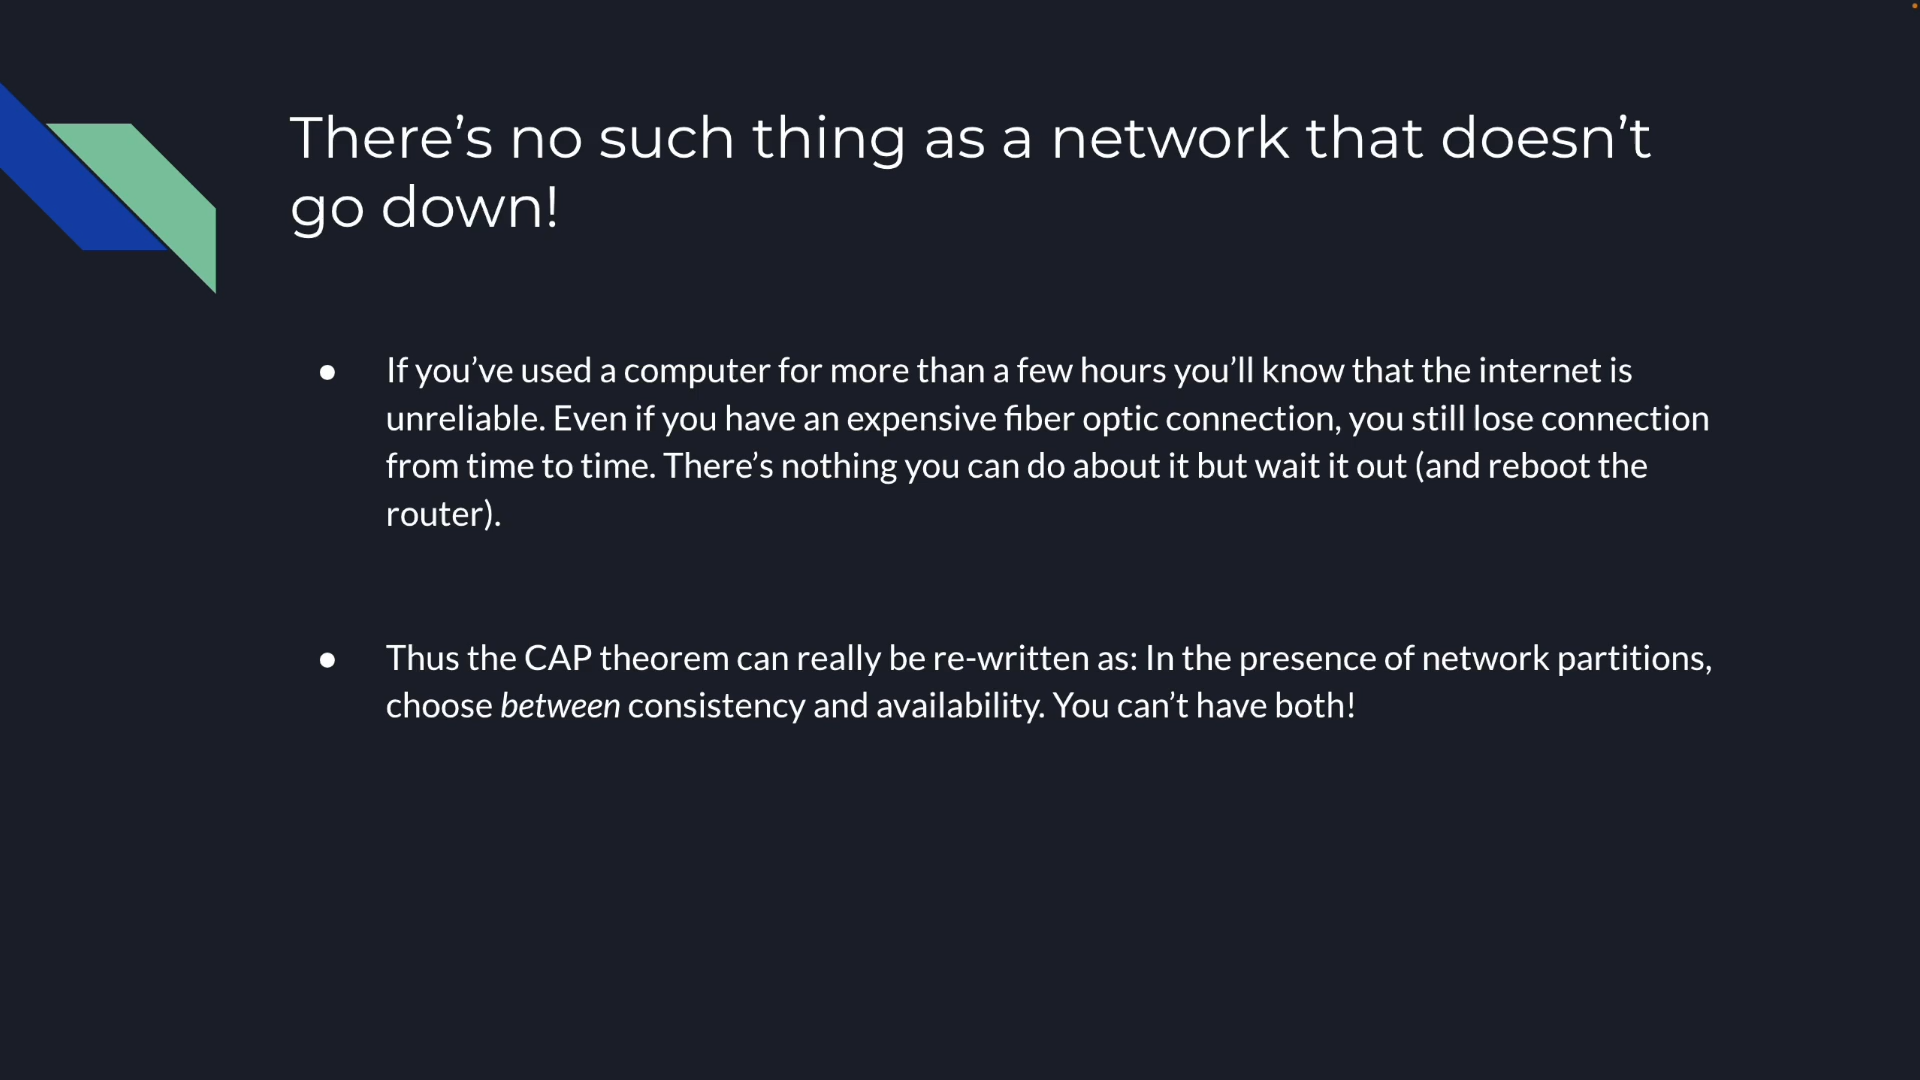 There’s no such thing as a network that doesn’t
go down!
● If you’ve used a computer for more than a few hours you’ll know that the internet is
unreliable. Even if you have an expensive fiber optic connection, you still lose connection
from time to time. There’s nothing you can do about it but wait it out (and reboot the
router).
● Thus the CAP theorem can really be re-written as: In the presence of network partitions,
choose between consistency and availability. You can’t have both!